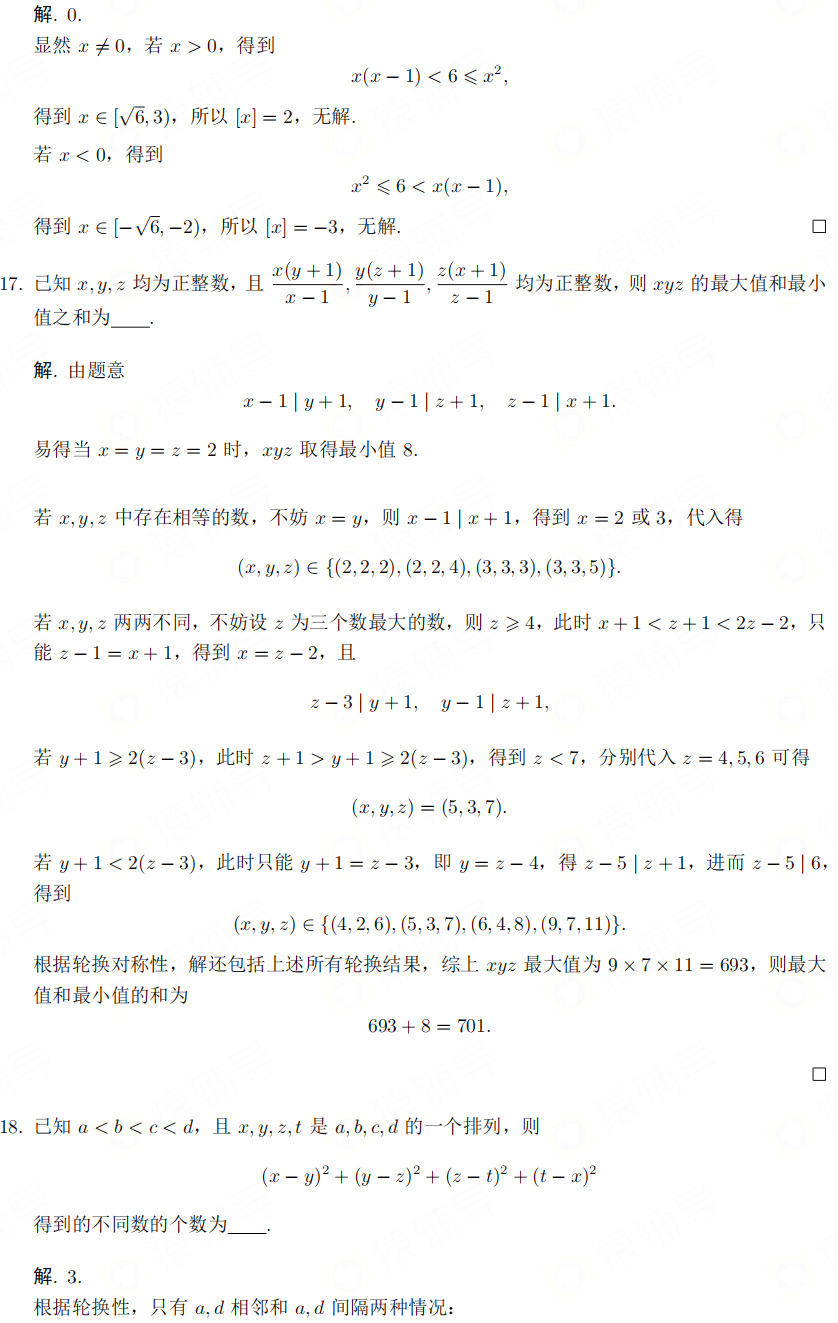 解. 0.
显然 x ≠ 0，若 x > 0，得到
x(x − 1) < 6 ⩽ x²,
得到 x ∈ [√6, 3)，所以 [x] = 2，无解.
若 x < 0，得到
x² ⩽ 6 < x(x − 1),
得到 x ∈ [−√6, −2)，所以 [x] = −3，无解. □
17. 已知 x, y, z 均为正整数，且 x(y + 1)/(x − 1), y(z + 1)/(y − 1), z(x + 1)/(z − 1) 均为正整数，则 xyz 的最大值和最小
值之和为____.
解. 由题意
x − 1 | y + 1, y − 1 | z + 1, z − 1 | x + 1.
易得当 x = y = z = 2 时，xyz 取得最小值 8.
若 x, y, z 中存在相等的数，不妨 x = y，则 x − 1 | x + 1，得到 x = 2 或 3，代入得
(x, y, z) ∈ {(2, 2, 2), (2, 2, 4), (3, 3, 3), (3, 3, 5)}.
若 x, y, z 两两不同，不妨设 z 为三个数最大的数，则 z ⩾ 4，此时 x + 1 < z + 1 < 2z − 2，只
能 z − 1 = x + 1，得到 x = z − 2，且
z − 3 | y + 1, y − 1 | z + 1,
若 y + 1 ⩾ 2(z − 3)，此时 z + 1 > y + 1 ⩾ 2(z − 3)，得到 z < 7，分别代入 z = 4, 5, 6 可得
(x, y, z) = (5, 3, 7).
若 y + 1 < 2(z − 3)，此时只能 y + 1 = z − 3，即 y = z − 4，得 z − 5 | z + 1，进而 z − 5 | 6，
得到
(x, y, z) ∈ {(4, 2, 6), (5, 3, 7), (6, 4, 8), (9, 7, 11)}.
根据轮换对称性，解还包括上述所有轮换结果，综上 xyz 最大值为 9 × 7 × 11 = 693，则最大
值和最小值的和为
693 + 8 = 701.
□
18. 已知 a < b < c < d，且 x, y, z, t 是 a, b, c, d 的一个排列，则
(x − y)² + (y − z)² + (z − t)² + (t − x)²
得到的不同数的个数为____.
解. 3.
根据轮换性，只有 a, d 相邻和 a, d 间隔两种情况：